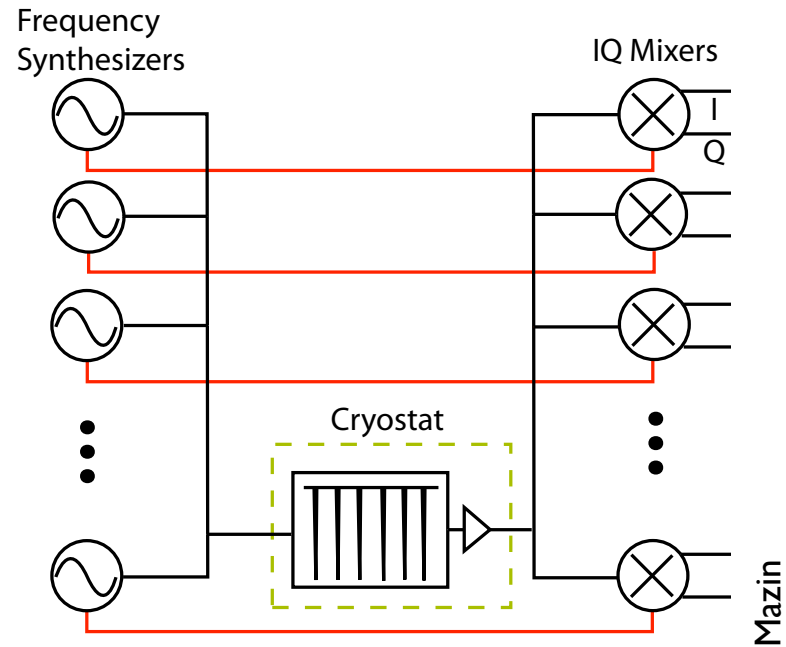 Frequency
Synthesizers
IQ Mixers
I
Q
Cryostat
Mazin